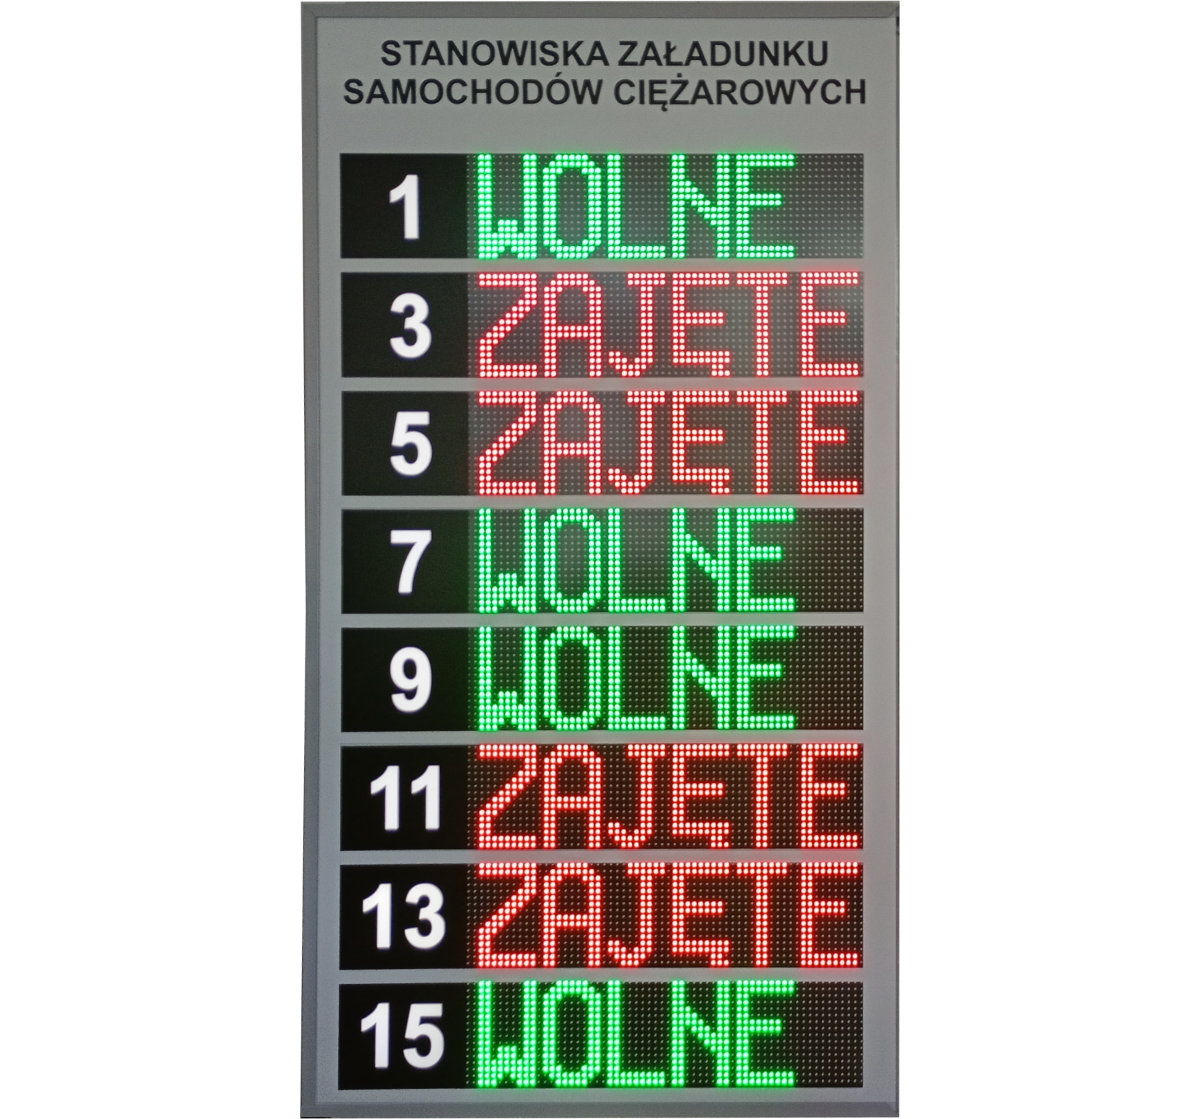 STANOWISKA ZAŁADUNKU
SAMOCHODÓW CIĘŻAROWYCH
1 WOLNE
3 ZAJĘTE
5 ZAJĘTE
7 WOLNE
9 WOLNE
11 ZAJĘTE
13 ZAJĘTE
15 WOLNE